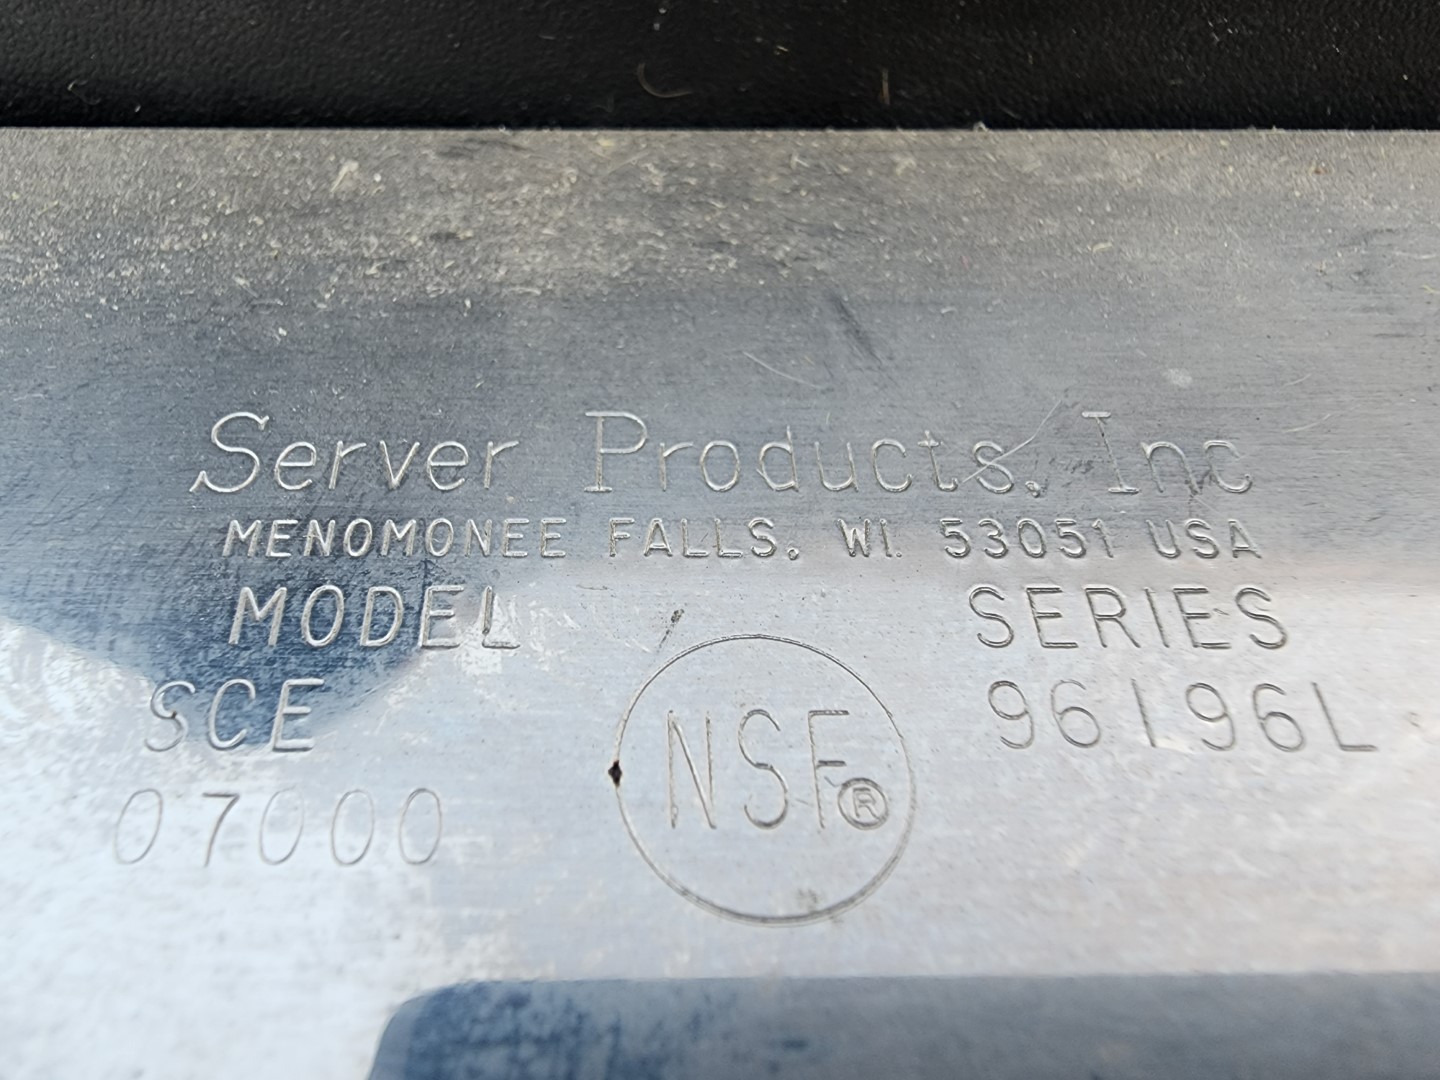 Server Products, Inc
MENOMONEE FALLS, WI. 53051 USA
MODEL SERIES
SCE 96196L
07000
NSF®